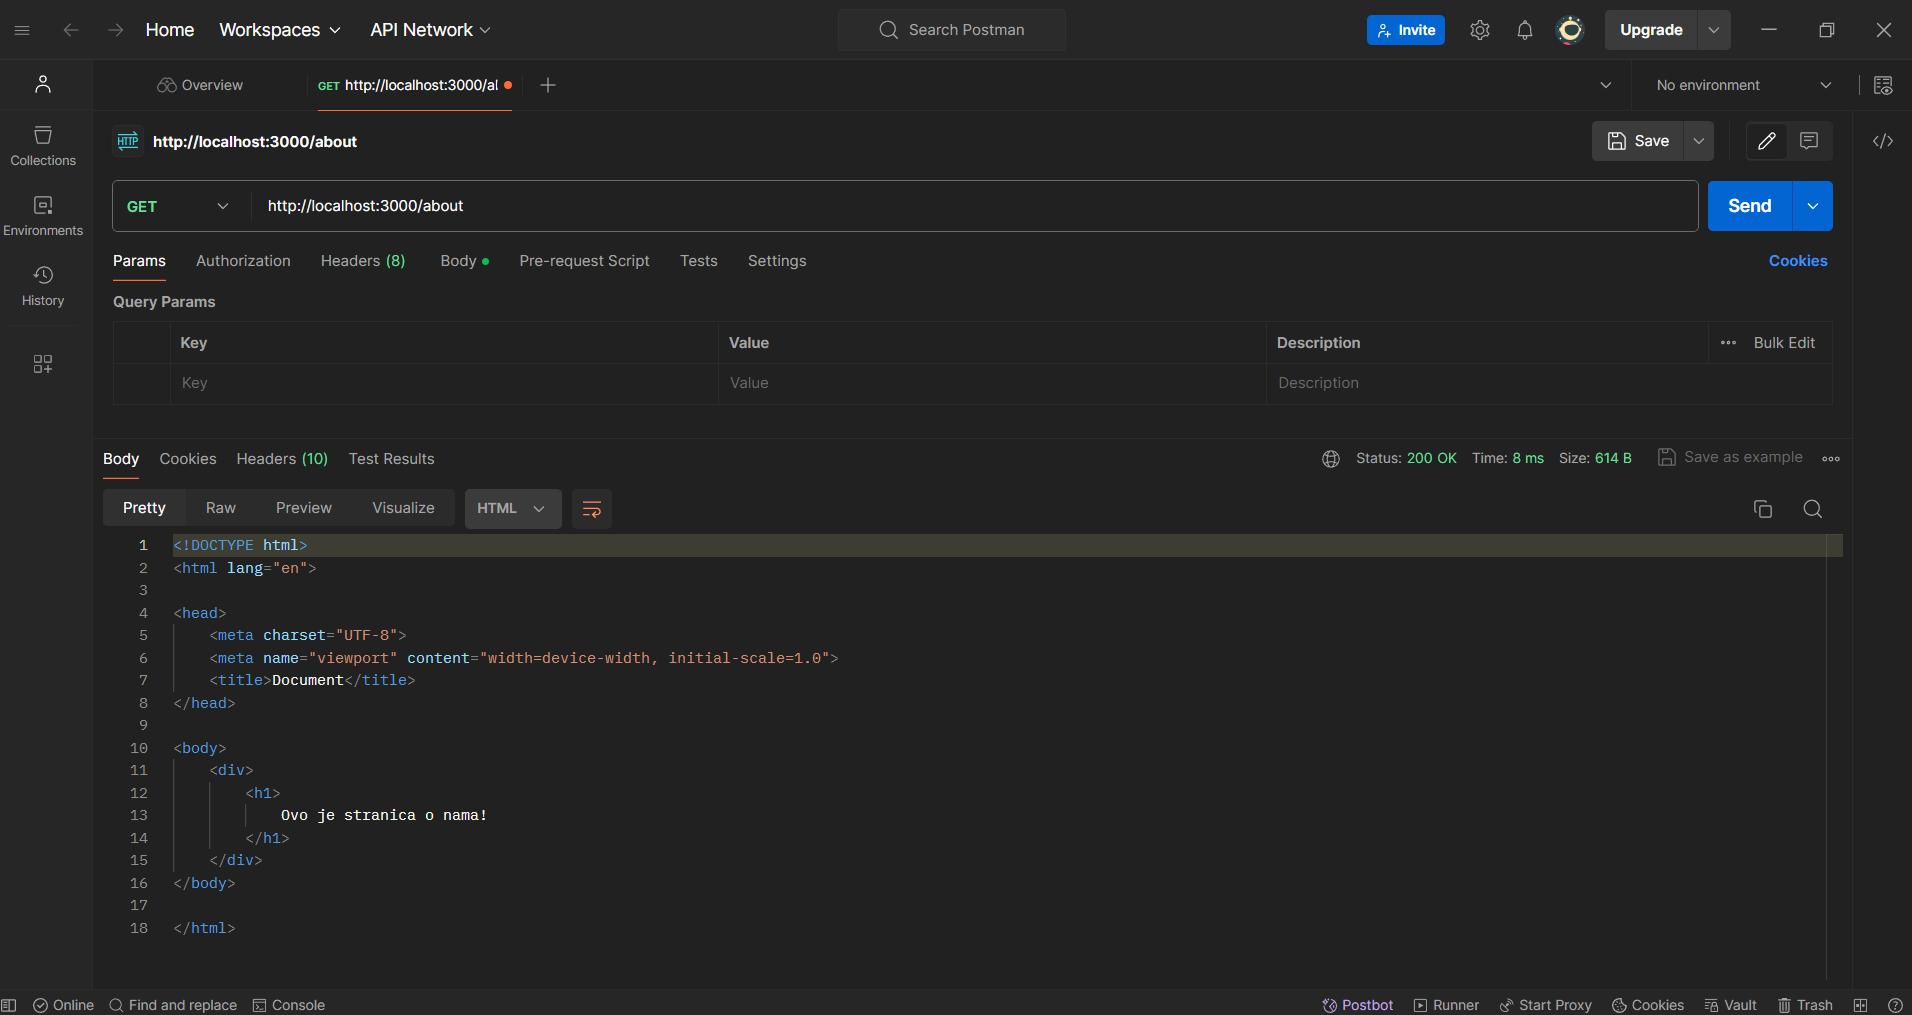 Home Workspaces API Network Search Postman Invite Upgrade
Overview GET http://localhost:3000/al No environment
HTTP http://localhost:3000/about Save
Collections
GET http://localhost:3000/about Send
Environments
Params Authorization Headers (8) Body Pre-request Script Tests Settings Cookies
History
Query Params
Key Value Description Bulk Edit
Key Value Description
Body Cookies Headers (10) Test Results Status: 200 OK Time: 8 ms Size: 614 B Save as example
Pretty Raw Preview Visualize HTML
1 <!DOCTYPE html>
2 <html lang="en">
3
4 <head>
5 <meta charset="UTF-8">
6 <meta name="viewport" content="width=device-width, initial-scale=1.0">
7 <title>Document</title>
8 </head>
9
10 <body>
11 <div>
12 <h1>
13 Ovo je stranica o nama!
14 </h1>
15 </div>
16 </body>
17
18 </html>
Online Find and replace Console Postbot Runner Start Proxy Cookies Vault Trash